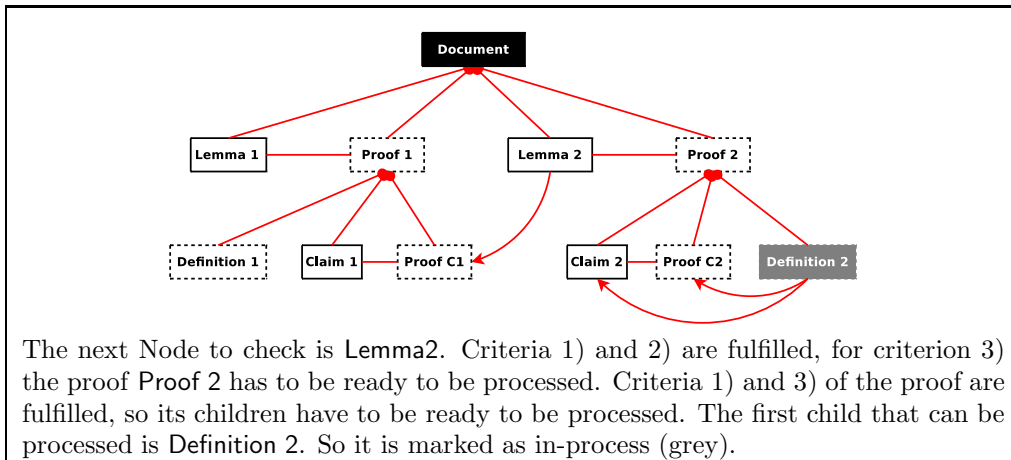 Document
Lemma 1
Proof 1
Lemma 2
Proof 2
Definition 1
Claim 1
Proof C1
Claim 2
Proof C2
Definition 2
The next Node to check is Lemma2. Criteria 1) and 2) are fulfilled, for criterion 3)
the proof Proof 2 has to be ready to be processed. Criteria 1) and 3) of the proof are
fulfilled, so its children have to be ready to be processed. The first child that can be
processed is Definition 2. So it is marked as in-process (grey).